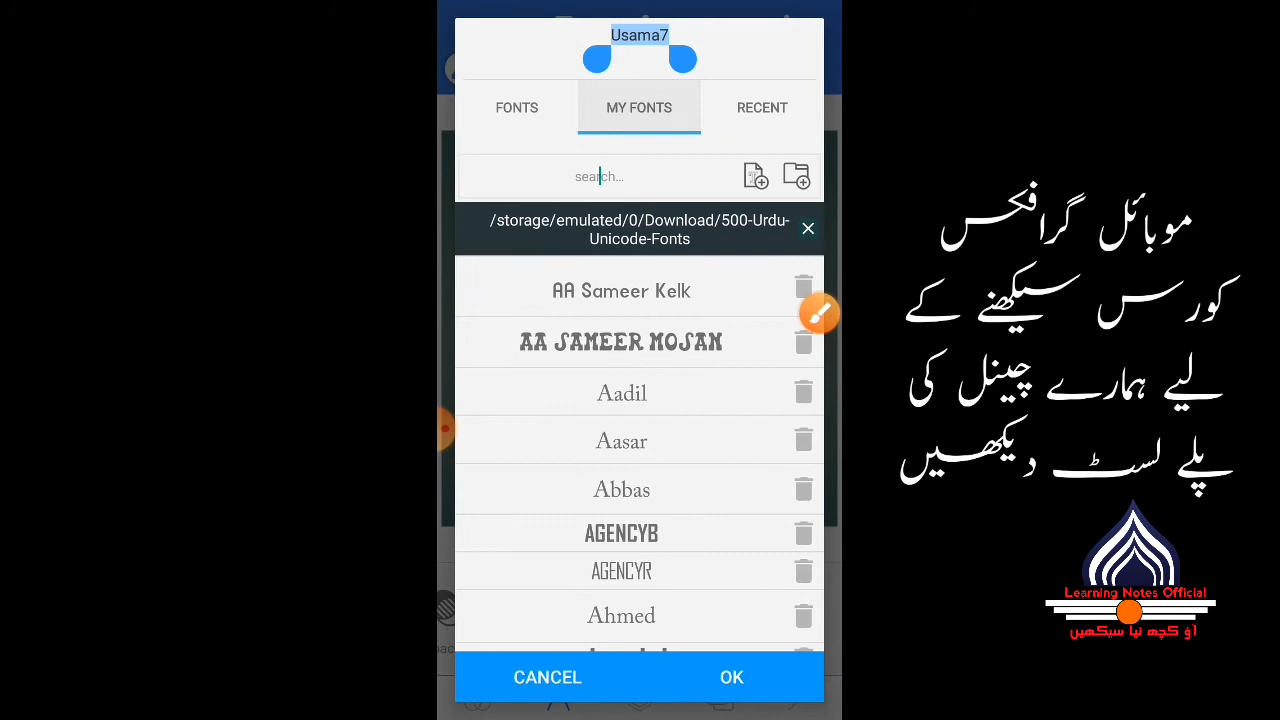 Usama7
FONTS
MY FONTS
RECENT
search...
/storage/emulated/0/Download/500-Urdu-
Unicode-Fonts
AA Sameer Kelk
AA SAMEER MOSAN
Aadil
Aasar
Abbas
AGENCYB
AGENCYR
Ahmed
CANCEL
OK
موبائل گرافکس
کورس سیکھنے کے
لیے ہمارے چینل کی
پلے لسٹ دیکھیں
Learning Notes Official
آؤ کچھ نیا سیکھیں